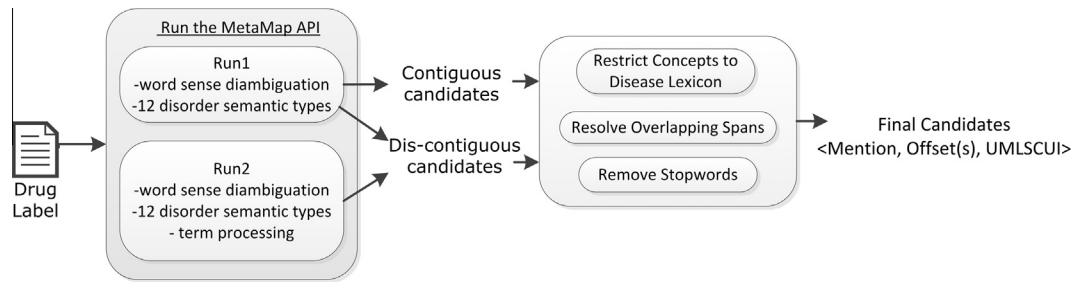 Run the MetaMap API
Run1
-word sense diambiguation
-12 disorder semantic types
Run2
-word sense diambiguation
-12 disorder semantic types
- term processing
Drug
Label
Contiguous
candidates
Dis-contiguous
candidates
Restrict Concepts to
Disease Lexicon
Resolve Overlapping Spans
Remove Stopwords
Final Candidates
<Mention, Offset(s), UMLSCUI>